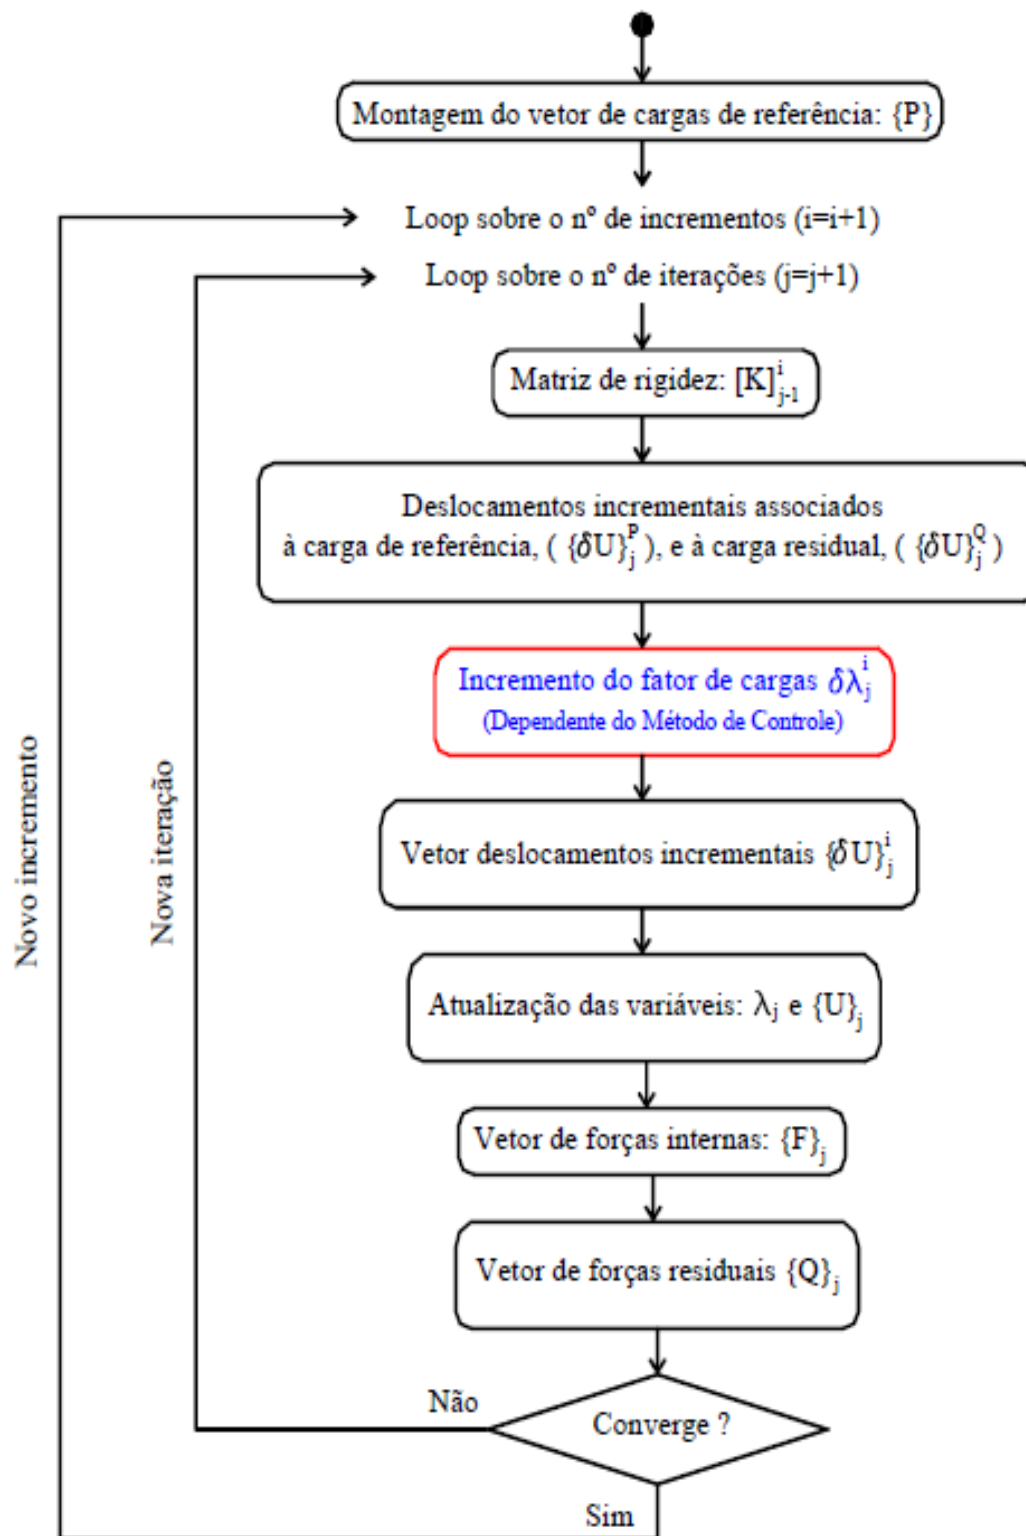 Montagem do vetor de cargas de referência: {P}
Loop sobre o nº de incrementos (i=i+1)
Loop sobre o nº de iterações (j=j+1)
Matriz de rigidez: [K]ⁱ_{j-1}
Deslocamentos incrementais associados
à carga de referência, ( {δU}ᴾ_j ), e à carga residual, ( {δU}^Q_j )
Incremento do fator de cargas δλⁱ_j
(Dependente do Método de Controle)
Vetor deslocamentos incrementais {δU}ⁱ_j
Atualização das variáveis: λ_j e {U}_j
Vetor de forças internas: {F}_j
Vetor de forças residuais {Q}_j
Converge ?
Não
Sim
Nova iteração
Novo incremento